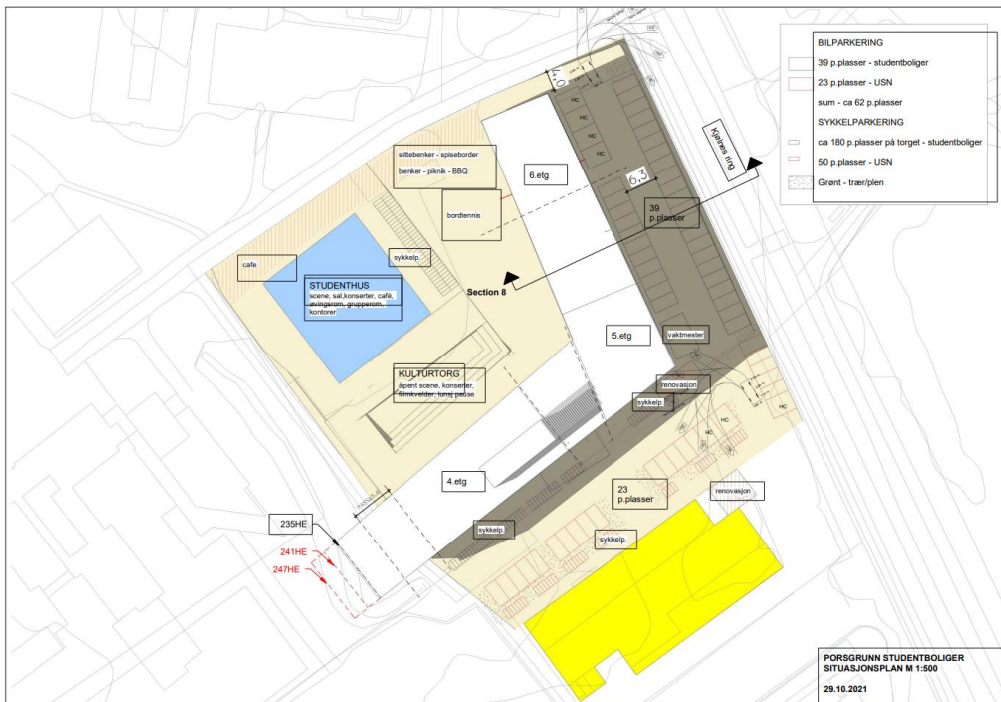 BILPARKERING
39 p.plasser - studentboliger
23 p.plasser - USN
sum - ca 62 p.plasser
SYKKELPARKERING
ca 180 p.plasser på torget - studentboliger
50 p.plasser - USN
Grønt - trær/plen
4,0
HC
HC
HC
HC
Kjølnes ring
sittebenker - spiseborder
benker - piknik - BBQ
6.etg
6,3
bordtennis
39
p.plasser
sykkelp.
cafe
STUDENTHUS
scene, sal,konserter, café,
øvingsrom, grupperom,
kontorer
Section 8
5.etg
vaktmester
KULTURTORG
åpent scene, konserter,
filmkvelder, lunsj pause
renovasjon
sykkelp.
HC
HC
HC
4.etg
23
p.plasser
renovasjon
PASSASJE
235HE
sykkelp.
sykkelp.
241HE
247HE
PORSGRUNN STUDENTBOLIGER
SITUASJONSPLAN M 1:500
29.10.2021